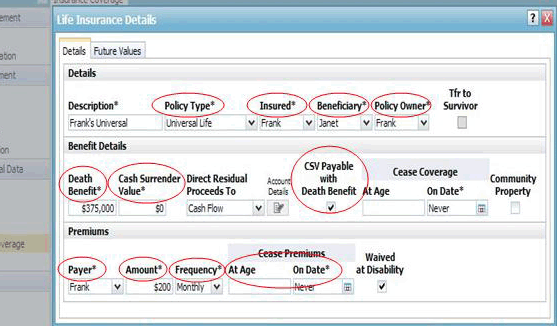 Insurance Coverage
ement
Life Insurance Details
? X
Details Future Values
ation
ment
Details
Description* Policy Type* Insured* Beneficiary* Policy Owner* Tfr to Survivor
Frank's Universal Universal Life Frank Janet Frank
on
Benefit Details
al Data
Death Benefit* Cash Surrender Value* Direct Residual Proceeds To Account Details CSV Payable with Death Benefit Cease Coverage At Age On Date* Community Property
$375,000 $0 Cash Flow Never
Premiums
overage
Cease Premiums
Payer* Amount* Frequency* At Age On Date* Waived at Disability
Frank $200 Monthly Never